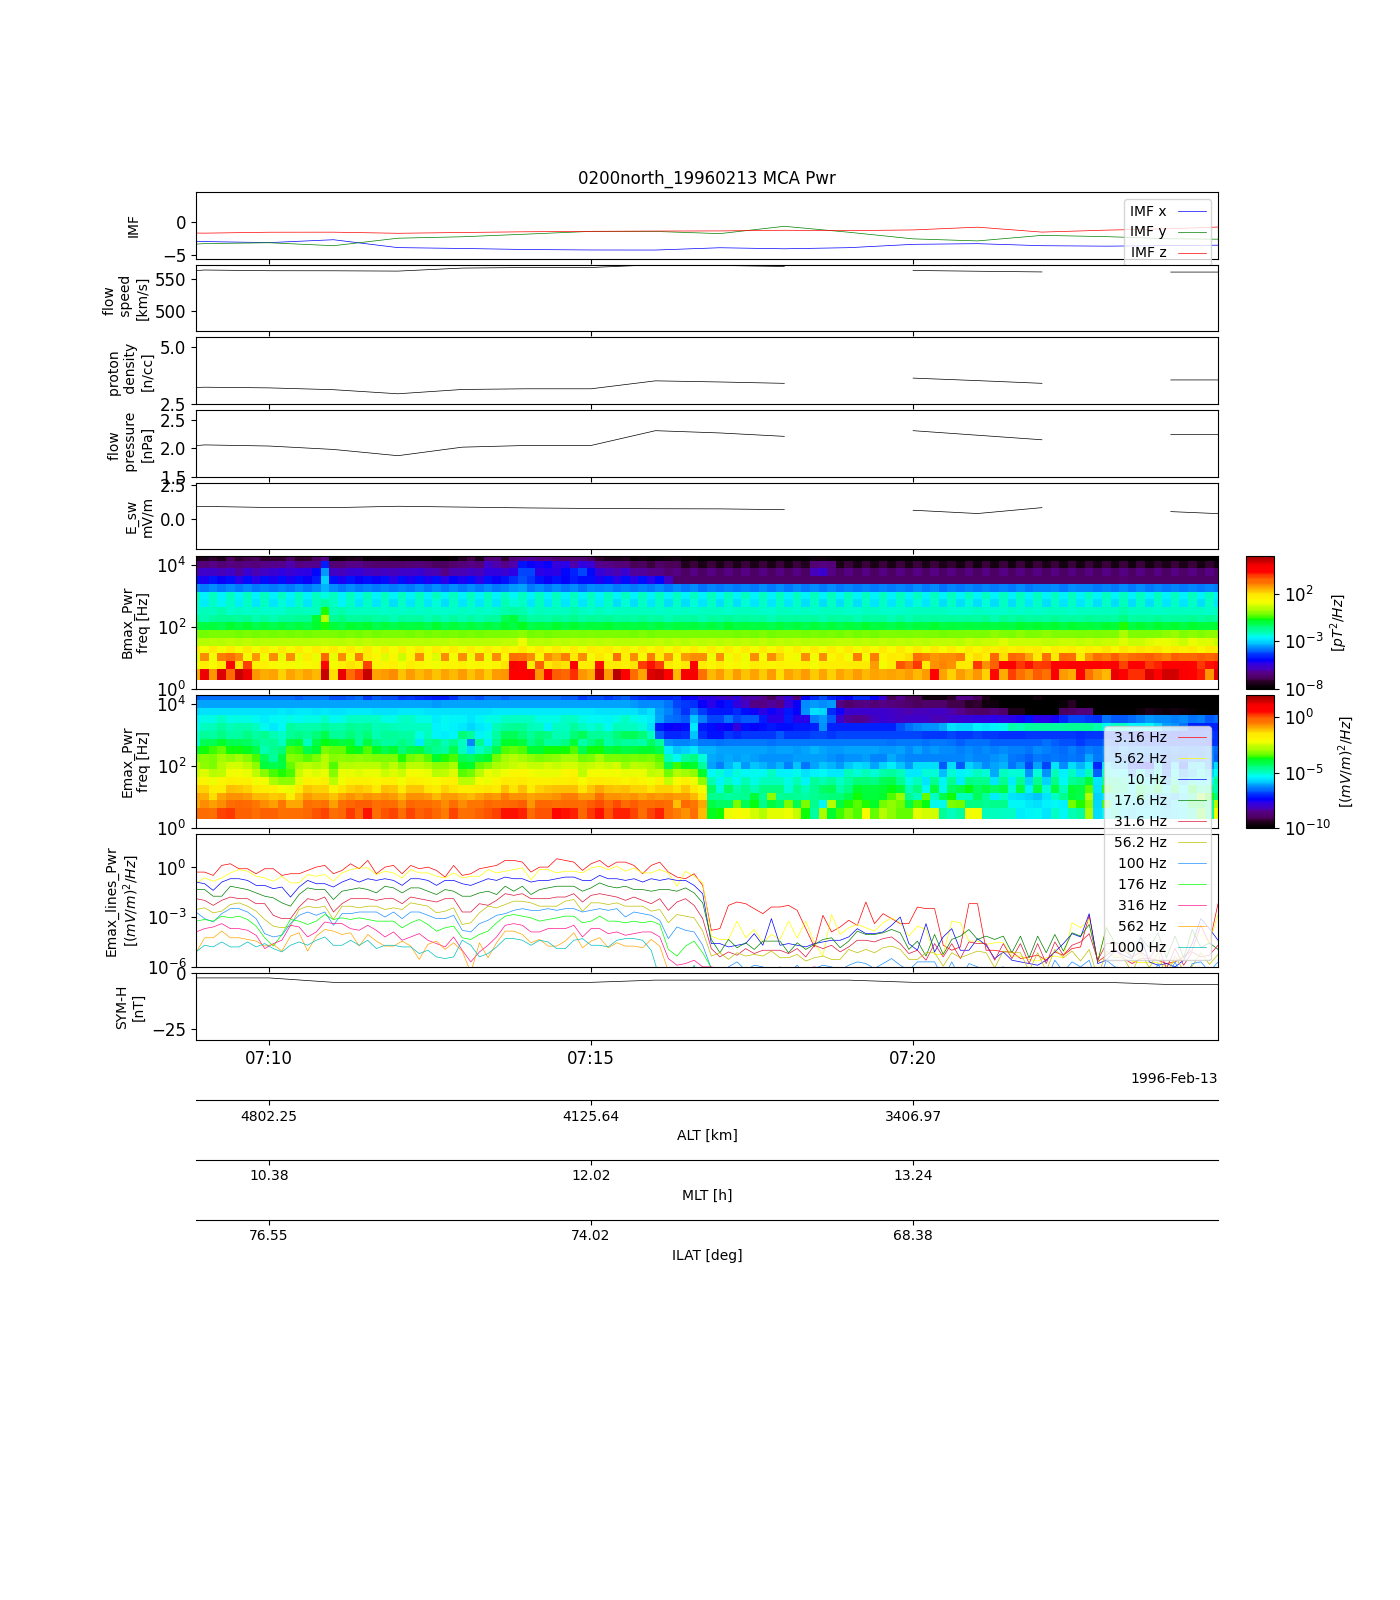 0200north_19960213 MCA Pwr
IMF
0
−5
IMF x
IMF y
IMF z
flow
speed
[km/s]
550
500
proton
density
[n/cc]
5.0
2.5
flow
pressure
[nPa]
2.5
2.0
1.5
E_sw
mV/m
2.5
0.0
Bmax_Pwr
freq [Hz]
10^4
10^2
10^0
10^2
10^−3
10^−8
[pT^2/Hz]
Emax_Pwr
freq [Hz]
10^4
10^2
10^0
10^0
10^−5
10^−10
[(mV/m)^2/Hz]
3.16 Hz
5.62 Hz
10 Hz
17.6 Hz
31.6 Hz
56.2 Hz
100 Hz
176 Hz
316 Hz
562 Hz
1000 Hz
Emax_lines_Pwr
[(mV/m)^2/Hz]
10^0
10^−3
10^−6
SYM-H
[nT]
0
−25
07:10 07:15 07:20
1996-Feb-13
4802.25 4125.64 3406.97
ALT [km]
10.38 12.02 13.24
MLT [h]
76.55 74.02 68.38
ILAT [deg]